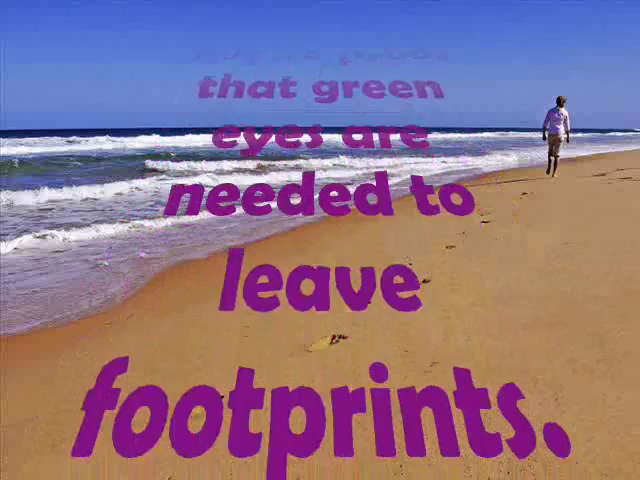 that green
eyes are
needed to
leave
footprints.